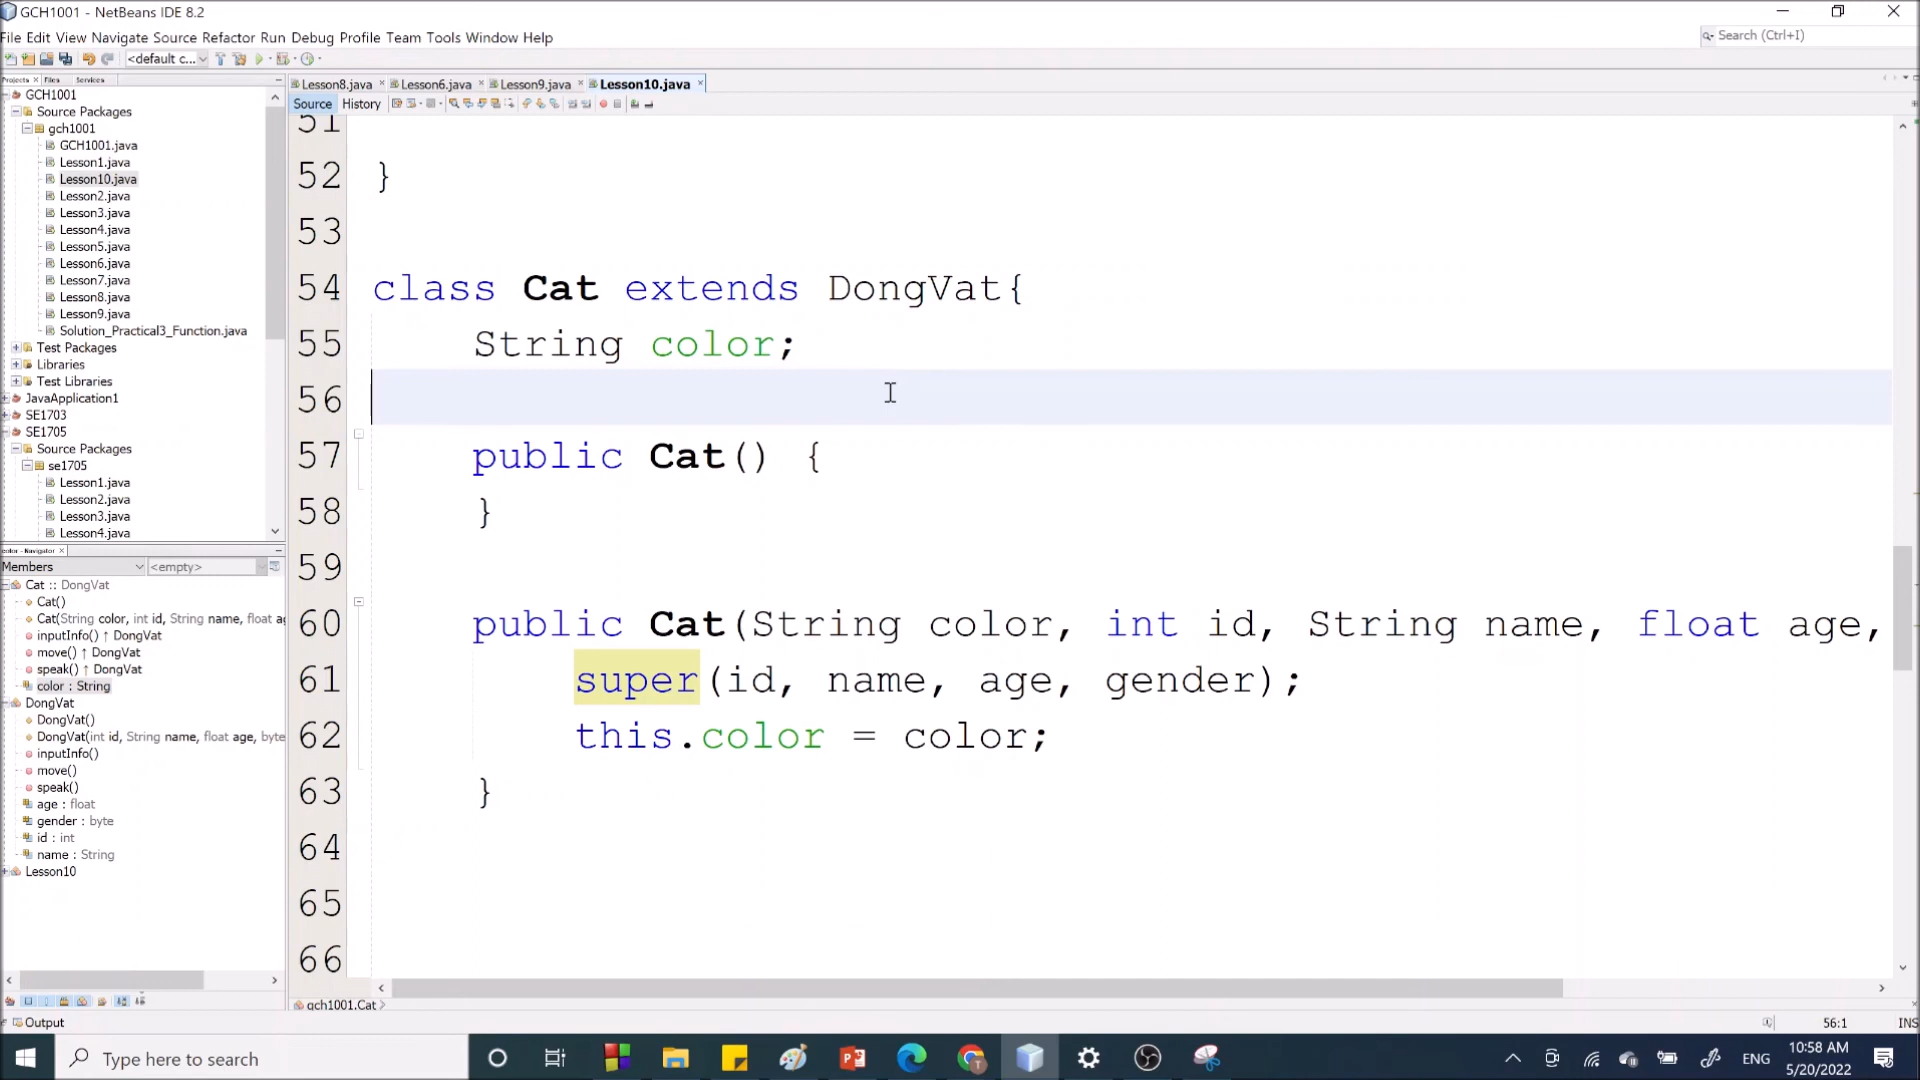 GCH1001 - NetBeans IDE 8.2
File Edit View Navigate Source Refactor Run Debug Profile Team Tools Window Help
Search (Ctrl+I)
<default c...
Projects Files Services
GCH1001
Source Packages
gch1001
GCH1001.java
Lesson1.java
Lesson10.java
Lesson2.java
Lesson3.java
Lesson4.java
Lesson5.java
Lesson6.java
Lesson7.java
Lesson8.java
Lesson9.java
Solution_Practical3_Function.java
Test Packages
Libraries
Test Libraries
JavaApplication1
SE1703
SE1705
Source Packages
se1705
Lesson1.java
Lesson2.java
Lesson3.java
Lesson4.java
color - Navigator
Members <empty>
Cat :: DongVat
Cat()
Cat(String color, int id, String name, float ag
inputInfo() ↑ DongVat
move() ↑ DongVat
speak() ↑ DongVat
color : String
DongVat
DongVat()
DongVat(int id, String name, float age, byte
inputInfo()
move()
speak()
age : float
gender : byte
id : int
name : String
Lesson10
Lesson8.java Lesson6.java Lesson9.java Lesson10.java
Source History
51
52 }
53
54 class Cat extends DongVat{
55 String color;
56
57 public Cat() {
58 }
59
60 public Cat(String color, int id, String name, float age,
61 super(id, name, age, gender);
62 this.color = color;
63 }
64
65
66
gch1001.Cat
Output
56:1 INS
Type here to search
ENG
10:58 AM
5/20/2022